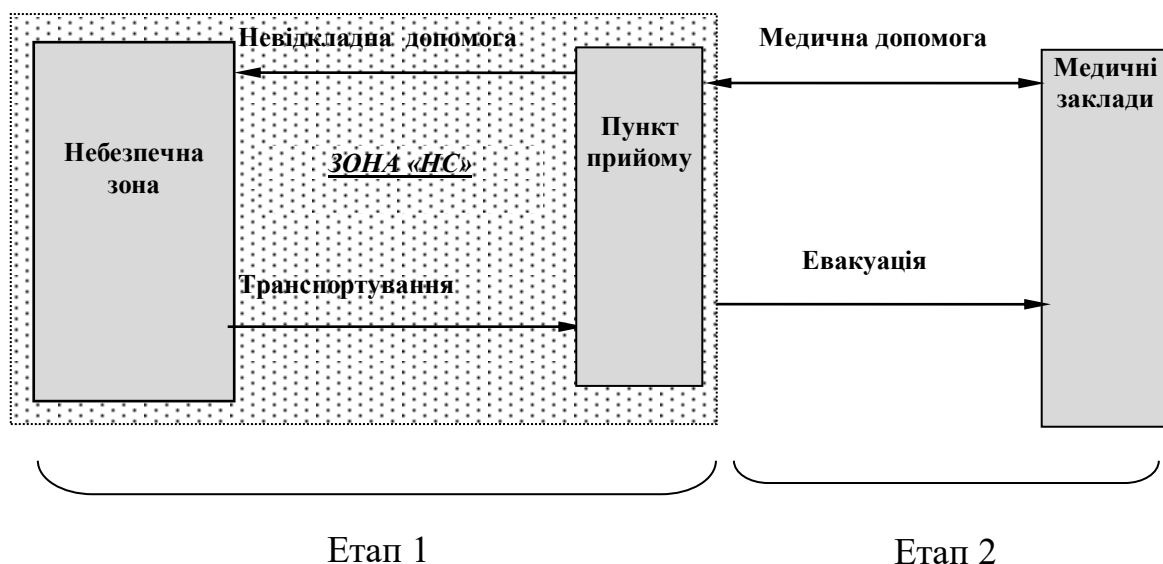 Невідкладна допомога
Медична допомога
Медичні
заклади
Пункт
прийому
Небезпечна
зона
ЗОНА «НС»
Евакуація
Транспортування
Етап 1
Етап 2